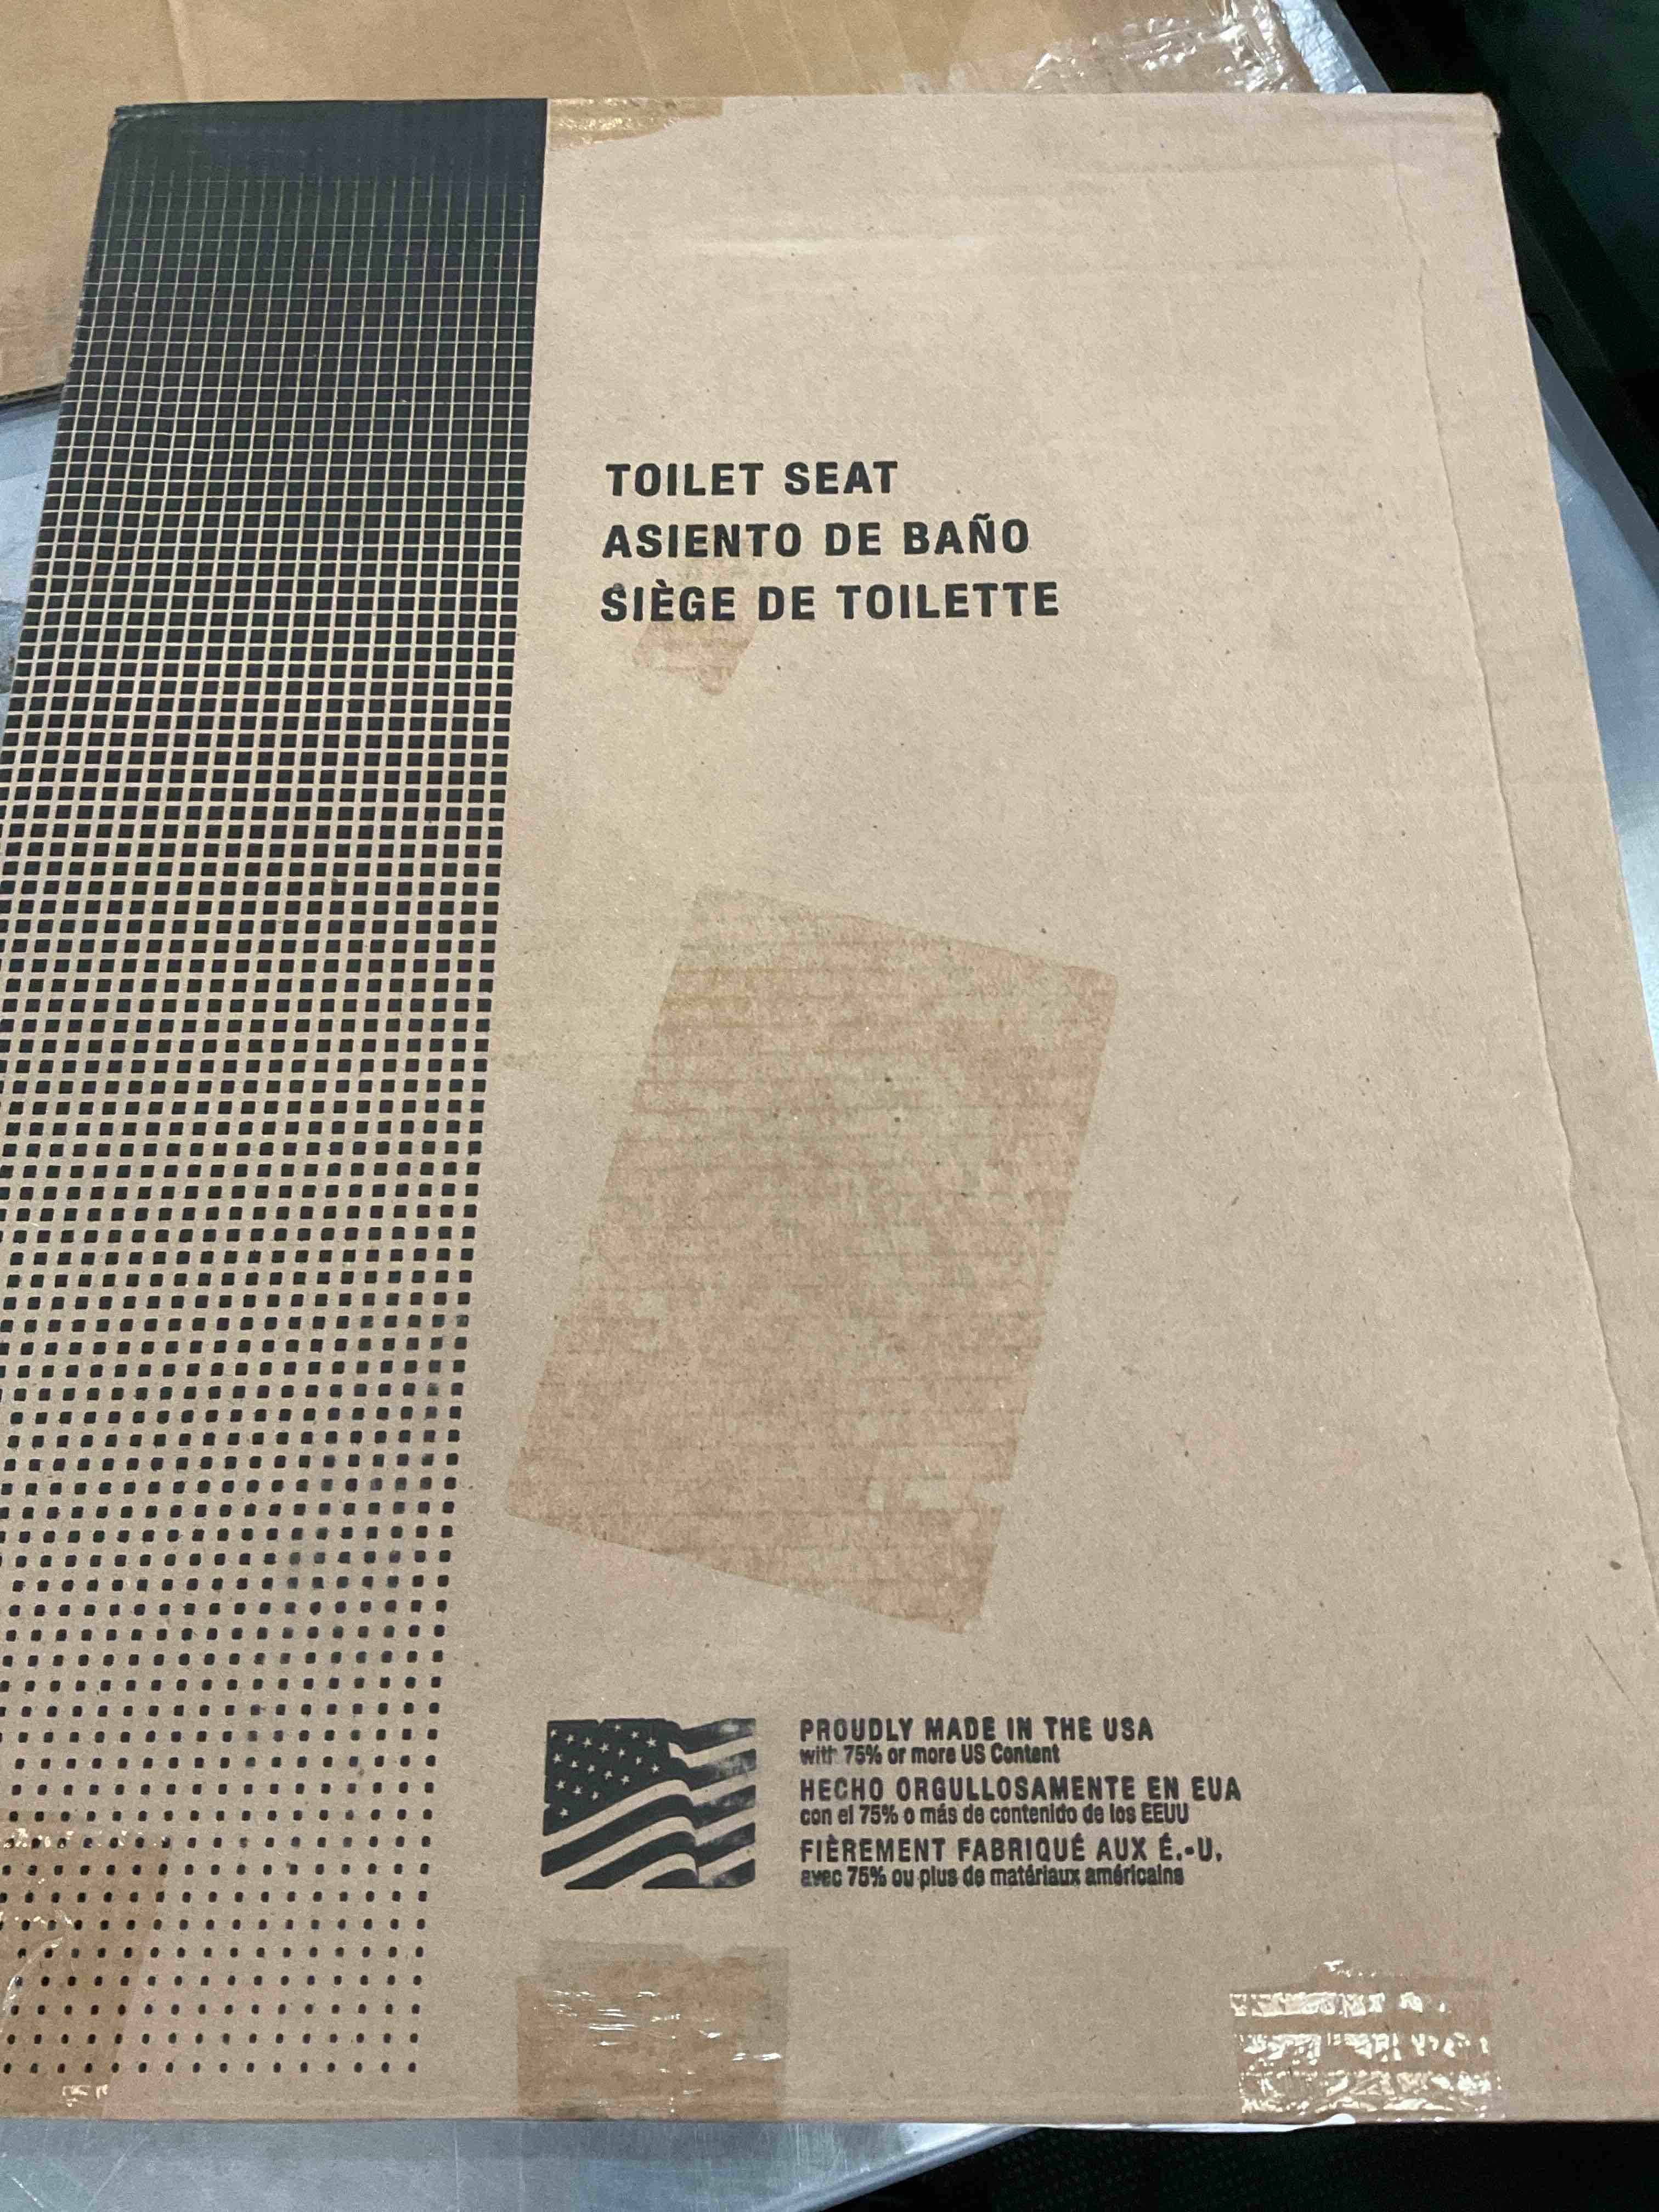 TOILET SEAT
ASIENTO DE BAÑO
SIÈGE DE TOILETTE
PROUDLY MADE IN THE USA
with 75% or more US Content
HECHO ORGULLOSAMENTE EN EUA
con el 75% o más de contenido de los EEUU
FIÈREMENT FABRIQUÉ AUX É.-U.
avec 75% ou plus de matériaux américains